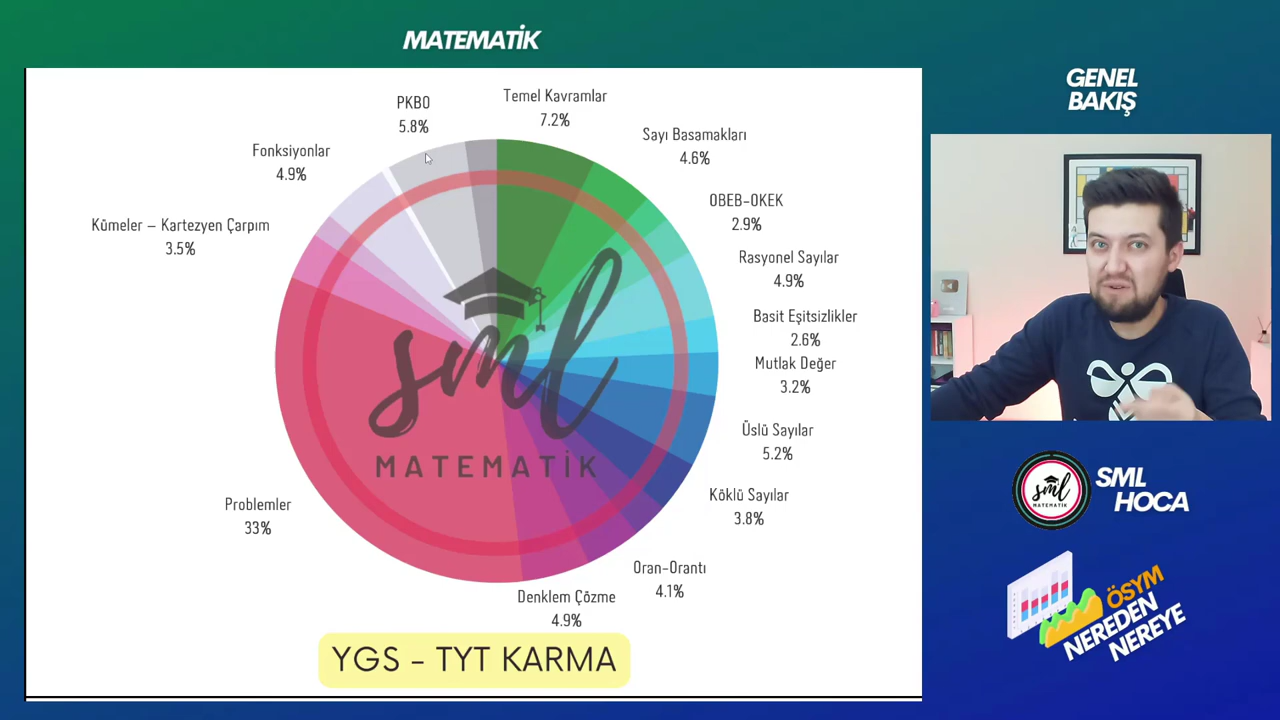 MATEMATİK
GENEL
BAKIŞ
PKBO
5.8%
Temel Kavramlar
7.2%
Sayı Basamakları
4.6%
Fonksiyonlar
4.9%
OBEB-OKEK
2.9%
Kümeler – Kartezyen Çarpım
3.5%
Rasyonel Sayılar
4.9%
Basit Eşitsizlikler
2.6%
Mutlak Değer
3.2%
Üslü Sayılar
5.2%
Köklü Sayılar
3.8%
Problemler
33%
Oran-Orantı
4.1%
Denklem Çözme
4.9%
sml
MATEMATİK
YGS - TYT KARMA
sml
MATEMATİK
SML
HOCA
ÖSYM
NEREDEN
NEREYE